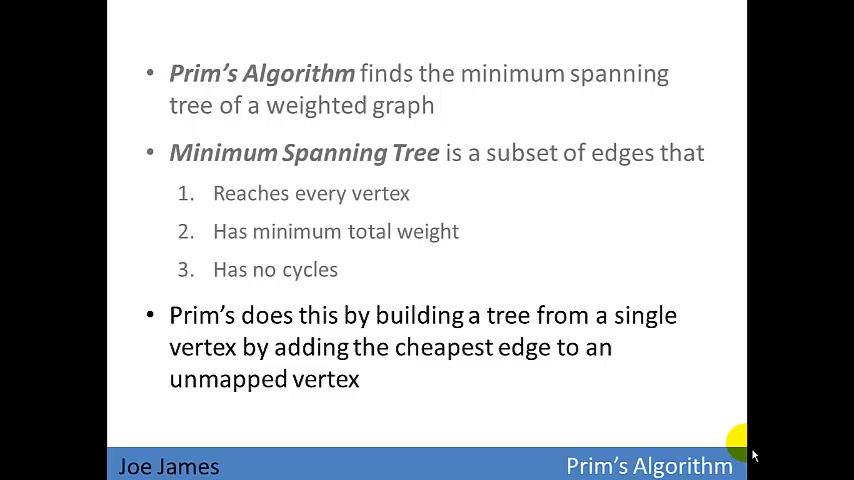 • Prim's Algorithm finds the minimum spanning
tree of a weighted graph
• Minimum Spanning Tree is a subset of edges that
1. Reaches every vertex
2. Has minimum total weight
3. Has no cycles
• Prim's does this by building a tree from a single
vertex by adding the cheapest edge to an
unmapped vertex
Joe James
Prim's Algorithm